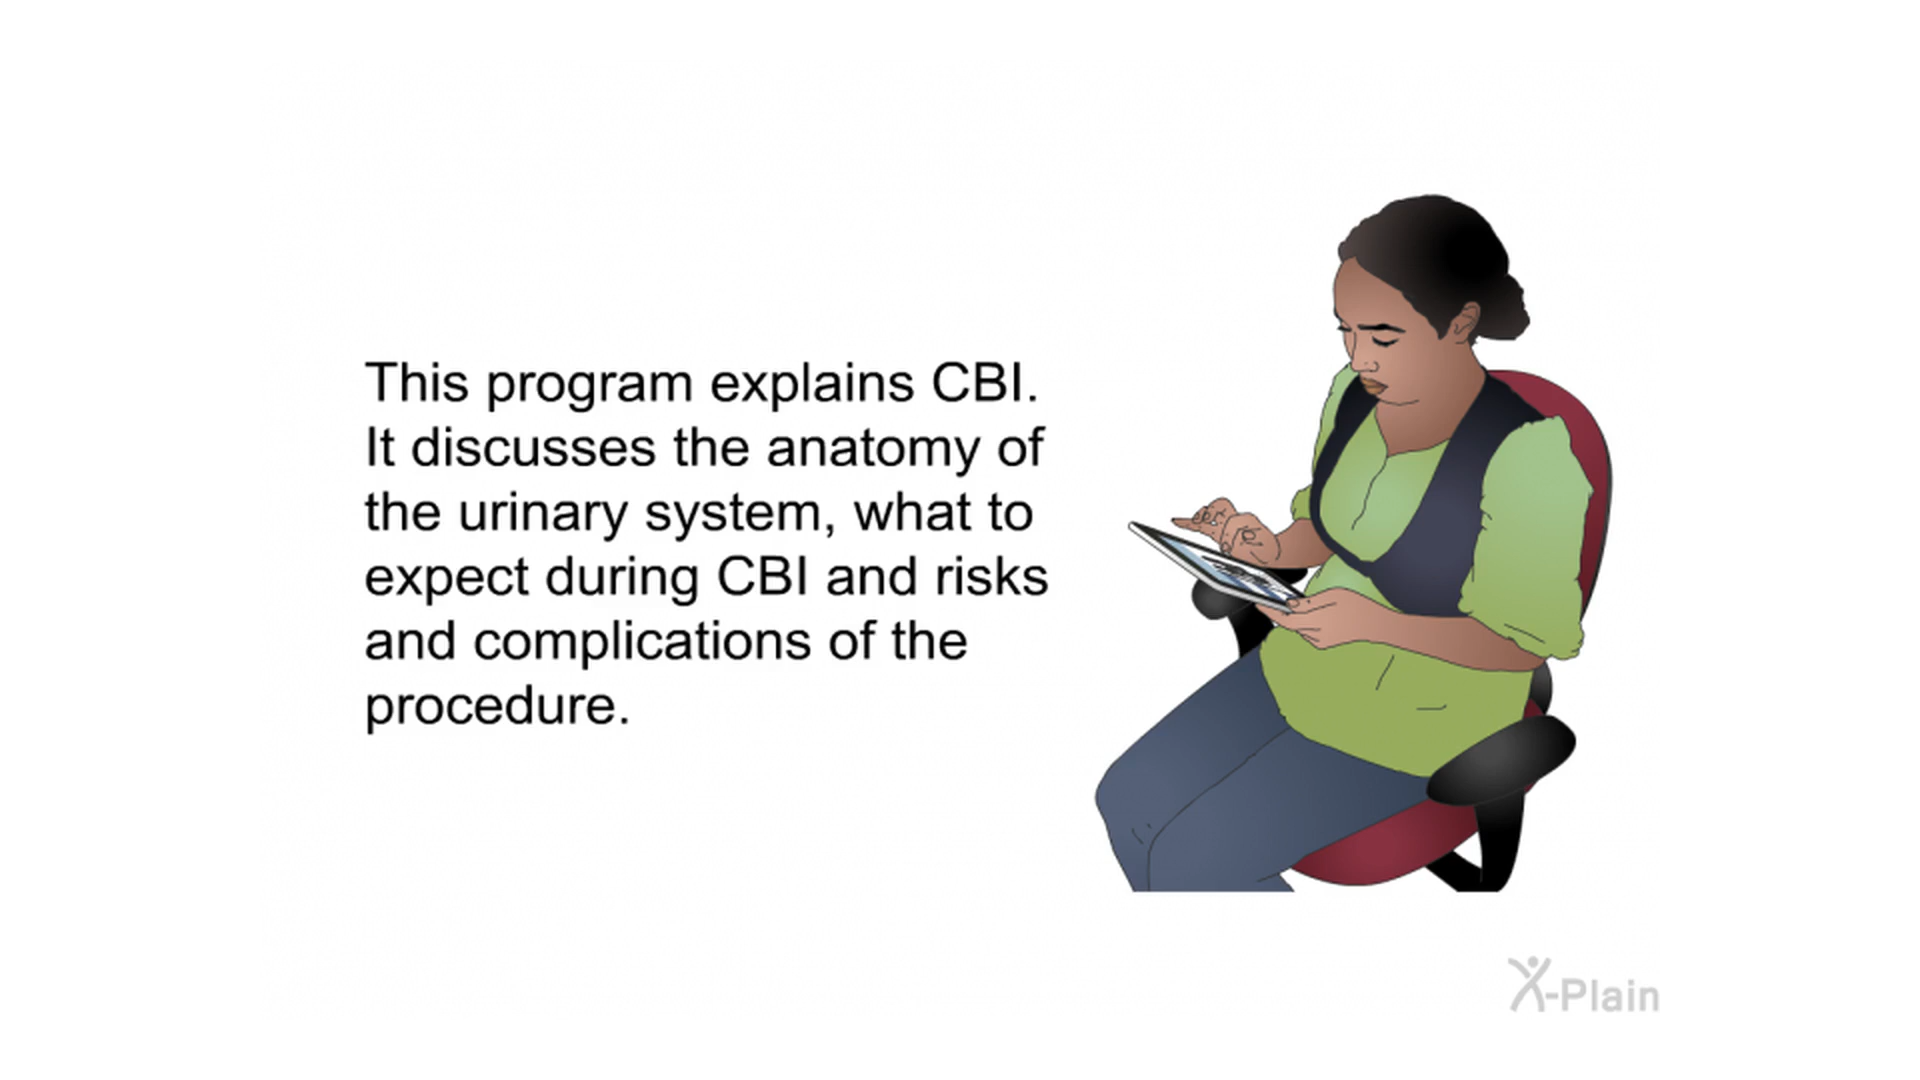 This program explains CBI.
It discusses the anatomy of
the urinary system, what to
expect during CBI and risks
and complications of the
procedure.
X-Plain